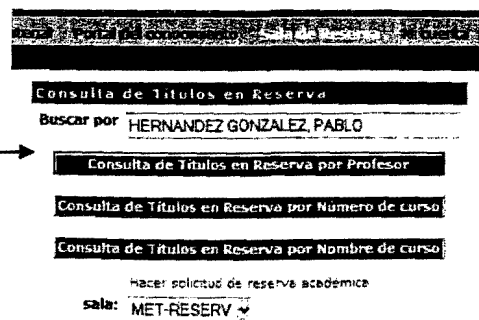 Portal del conocimiento Sala de Reserva Mi cuenta
Consulta de Titulos en Reserva
Buscar por HERNANDEZ GONZALEZ, PABLO
Consulta de Títulos en Reserva por Profesor
Consulta de Títulos en Reserva por Número de curso
Consulta de Títulos en Reserva por Nombre de curso
Hacer solicitud de reserva académica
sala: MET-RESERV